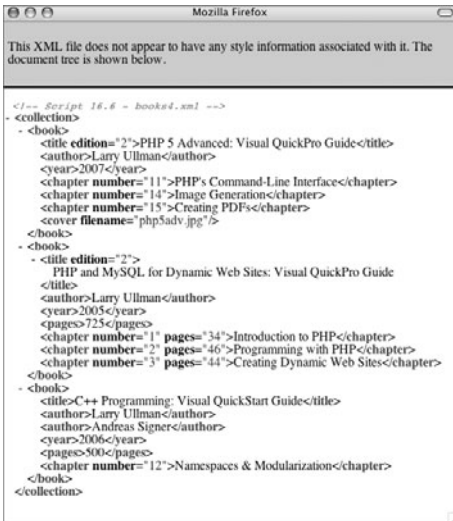 Mozilla Firefox
This XML file does not appear to have any style information associated with it. The
document tree is shown below.
<!-- Script 16.6 - books4.xml -->
- <collection>
- <book>
<title edition="2">PHP 5 Advanced: Visual QuickPro Guide</title>
<author>Larry Ullman</author>
<year>2007</year>
<chapter number="11">PHP's Command-Line Interface</chapter>
<chapter number="14">Image Generation</chapter>
<chapter number="15">Creating PDFs</chapter>
<cover filename="php5adv.jpg"/>
</book>
- <book>
- <title edition="2">
PHP and MySQL for Dynamic Web Sites: Visual QuickPro Guide
</title>
<author>Larry Ullman</author>
<year>2005</year>
<pages>725</pages>
<chapter number="1" pages="34">Introduction to PHP</chapter>
<chapter number="2" pages="46">Programming with PHP</chapter>
<chapter number="3" pages="44">Creating Dynamic Web Sites</chapter>
</book>
- <book>
<title>C++ Programming: Visual QuickStart Guide</title>
<author>Larry Ullman</author>
<author>Andreas Signer</author>
<year>2006</year>
<pages>500</pages>
<chapter number="12">Namespaces & Modularization</chapter>
</book>
</collection>